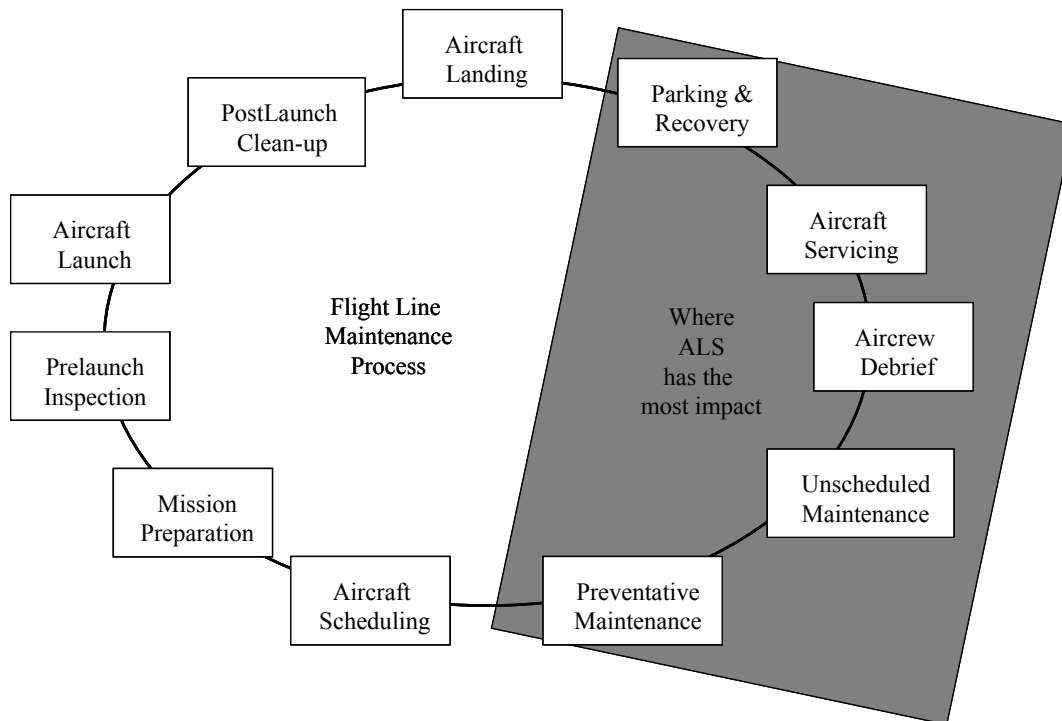 Aircraft
Landing
Parking &
Recovery
Aircraft
Servicing
Aircrew
Debrief
Unscheduled
Maintenance
Preventative
Maintenance
Aircraft
Scheduling
Mission
Preparation
Prelaunch
Inspection
Aircraft
Launch
PostLaunch
Clean-up
Flight Line
Maintenance
Process
Where
ALS
has the
most impact